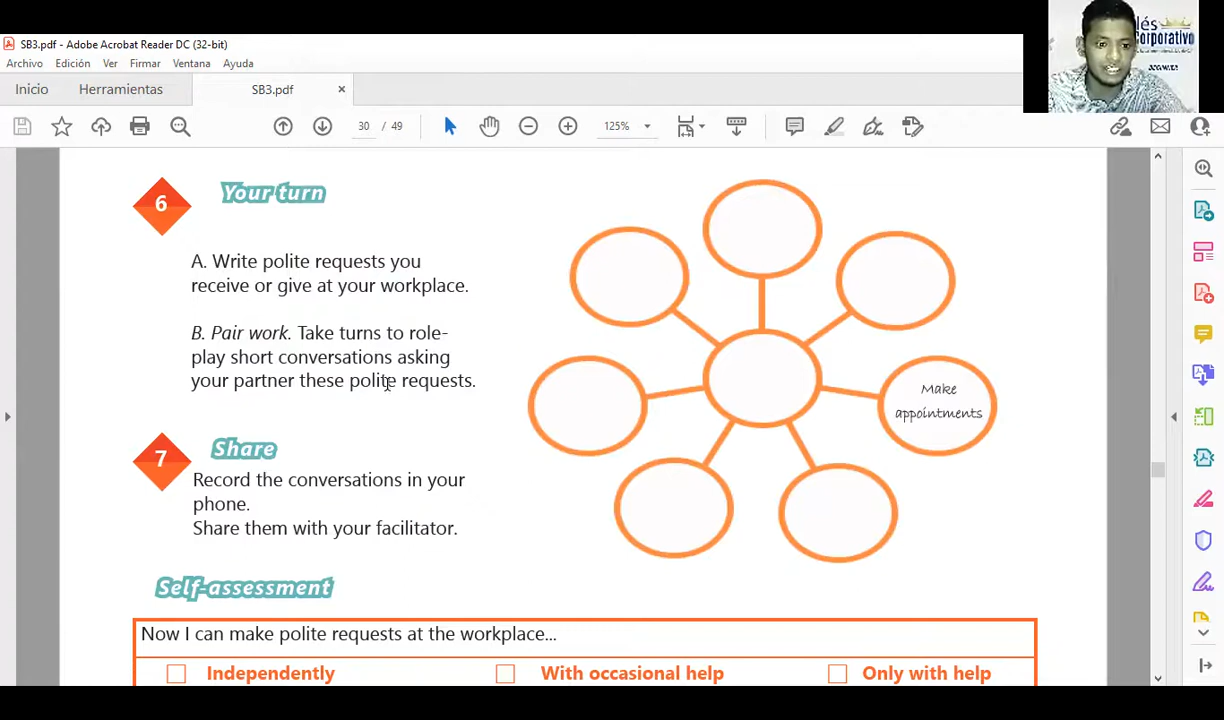 SB3.pdf - Adobe Acrobat Reader DC (32-bit)
Archivo Edición Ver Firmar Ventana Ayuda
Inicio Herramientas SB3.pdf ×
30 / 49 125%
lés
Corporativo
6 Your turn
A. Write polite requests you
receive or give at your workplace.
B. Pair work. Take turns to role-
play short conversations asking
your partner these polite requests.
Make
appointments
7 Share
Record the conversations in your
phone.
Share them with your facilitator.
Self-assessment
Now I can make polite requests at the workplace...
Independently With occasional help Only with help